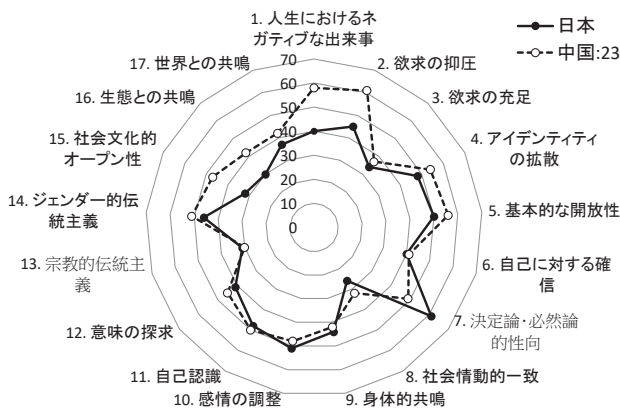 1. 人生におけるネ
ガティブな出来事
2. 欲求の抑圧
3. 欲求の充足
4. アイデンティティ
の拡散
5. 基本的な開放性
6. 自己に対する確
信
7. 決定論・必然論
的性向
8. 社会情動的一致
9. 身体的共鳴
10. 感情の調整
11. 自己認識
12. 意味の探求
13. 宗教的伝統主
義
14. ジェンダー的伝
統主義
15. 社会文化的
オープン性
16. 生態との共鳴
17. 世界との共鳴
70
60
50
40
30
20
10
0
日本
中国:23